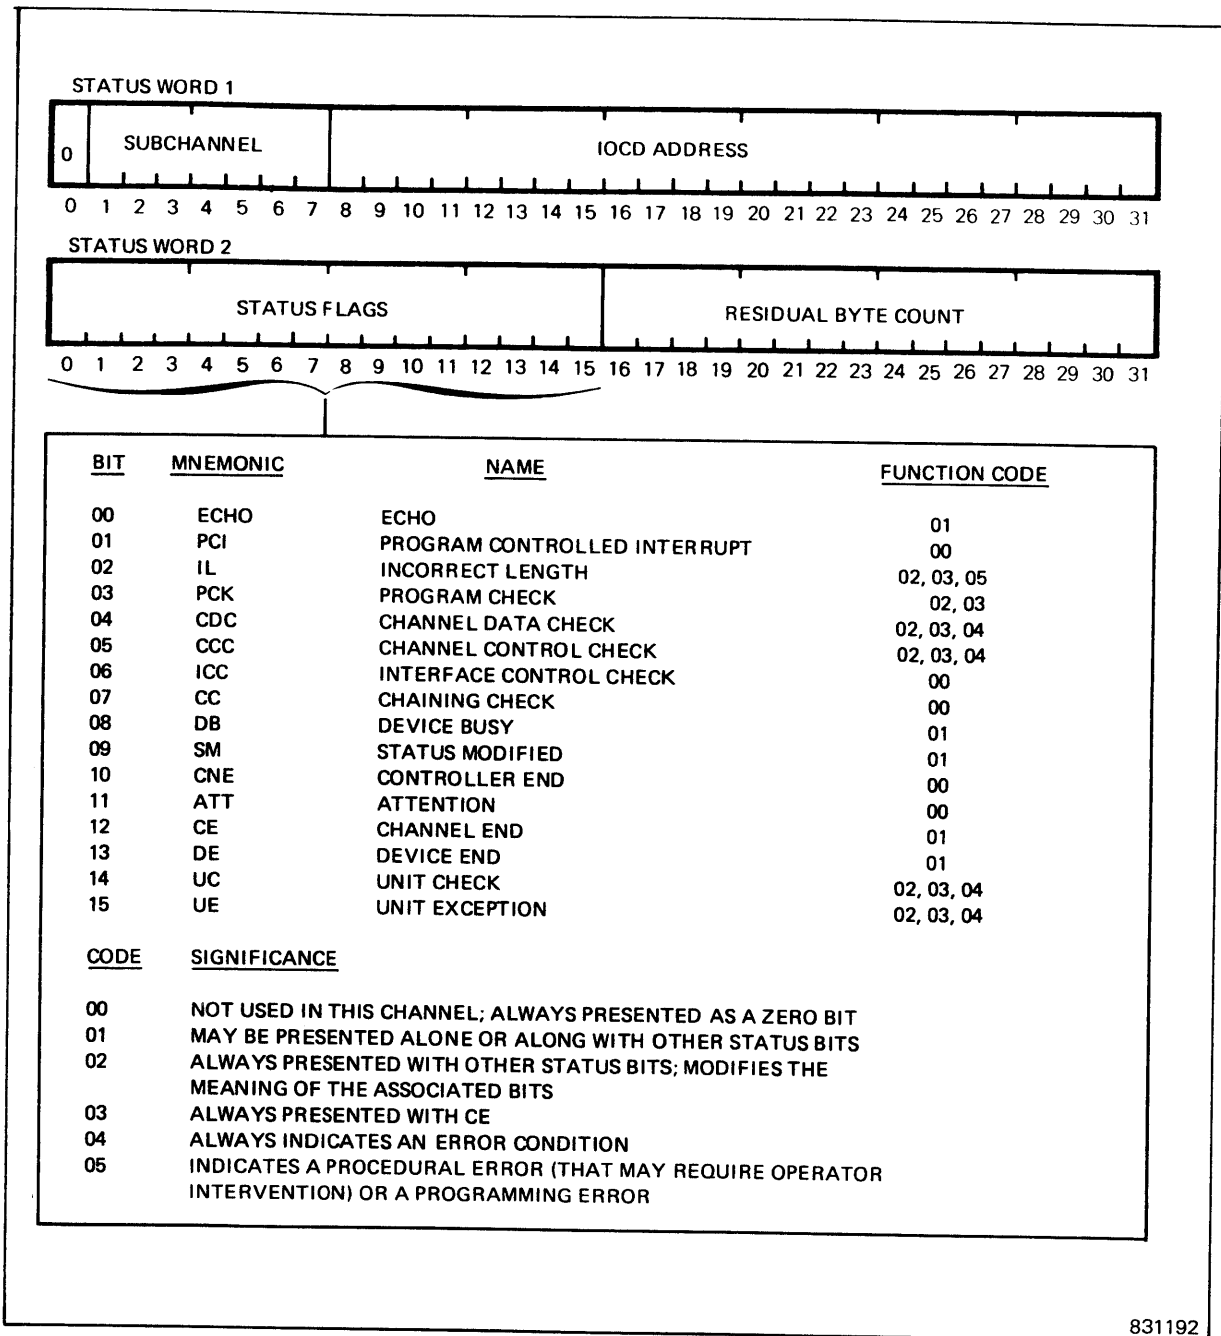 STATUS WORD 1
0 SUBCHANNEL IOCD ADDRESS
0 1 2 3 4 5 6 7 8 9 10 11 12 13 14 15 16 17 18 19 20 21 22 23 24 25 26 27 28 29 30 31
STATUS WORD 2
STATUS FLAGS RESIDUAL BYTE COUNT
0 1 2 3 4 5 6 7 8 9 10 11 12 13 14 15 16 17 18 19 20 21 22 23 24 25 26 27 28 29 30 31
BIT MNEMONIC NAME FUNCTION CODE
00 ECHO ECHO 01
01 PCI PROGRAM CONTROLLED INTERRUPT 00
02 IL INCORRECT LENGTH 02, 03, 05
03 PCK PROGRAM CHECK 02, 03
04 CDC CHANNEL DATA CHECK 02, 03, 04
05 CCC CHANNEL CONTROL CHECK 02, 03, 04
06 ICC INTERFACE CONTROL CHECK 00
07 CC CHAINING CHECK 00
08 DB DEVICE BUSY 01
09 SM STATUS MODIFIED 01
10 CNE CONTROLLER END 00
11 ATT ATTENTION 00
12 CE CHANNEL END 01
13 DE DEVICE END 01
14 UC UNIT CHECK 02, 03, 04
15 UE UNIT EXCEPTION 02, 03, 04
CODE SIGNIFICANCE
00 NOT USED IN THIS CHANNEL; ALWAYS PRESENTED AS A ZERO BIT
01 MAY BE PRESENTED ALONE OR ALONG WITH OTHER STATUS BITS
02 ALWAYS PRESENTED WITH OTHER STATUS BITS; MODIFIES THE
MEANING OF THE ASSOCIATED BITS
03 ALWAYS PRESENTED WITH CE
04 ALWAYS INDICATES AN ERROR CONDITION
05 INDICATES A PROCEDURAL ERROR (THAT MAY REQUIRE OPERATOR
INTERVENTION) OR A PROGRAMMING ERROR
831192